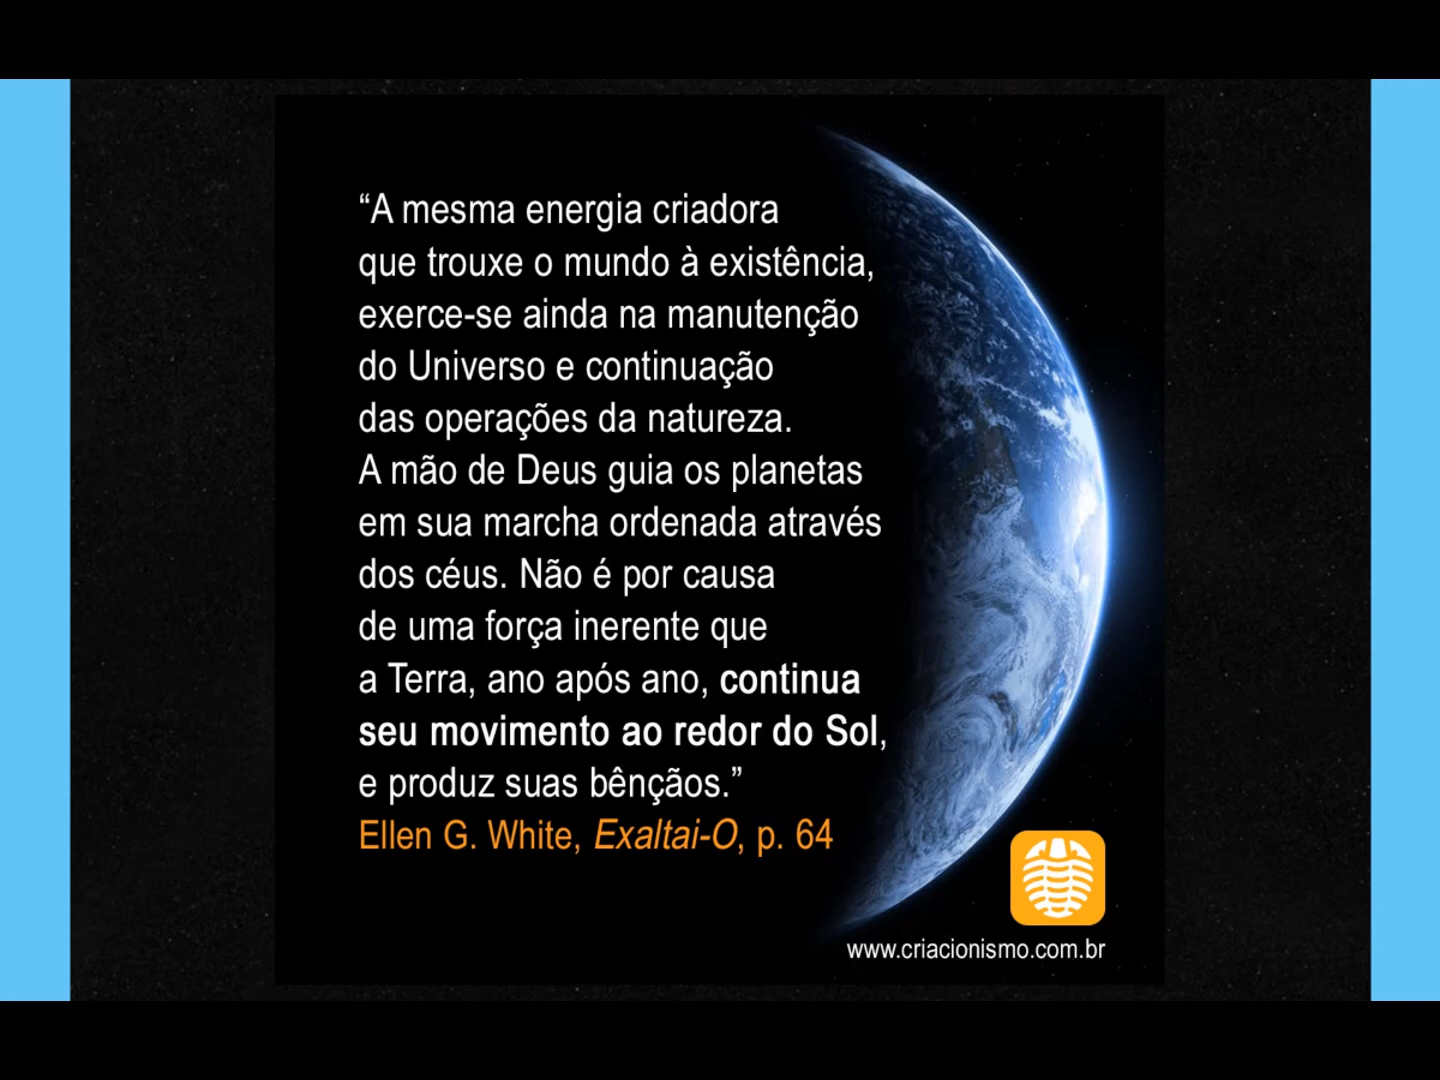 “A mesma energia criadora
que trouxe o mundo à existência,
exerce-se ainda na manutenção
do Universo e continuação
das operações da natureza.
A mão de Deus guia os planetas
em sua marcha ordenada através
dos céus. Não é por causa
de uma força inerente que
a Terra, ano após ano, continua
seu movimento ao redor do Sol,
e produz suas bênçãos.”
Ellen G. White, Exaltai-O, p. 64
www.criacionismo.com.br